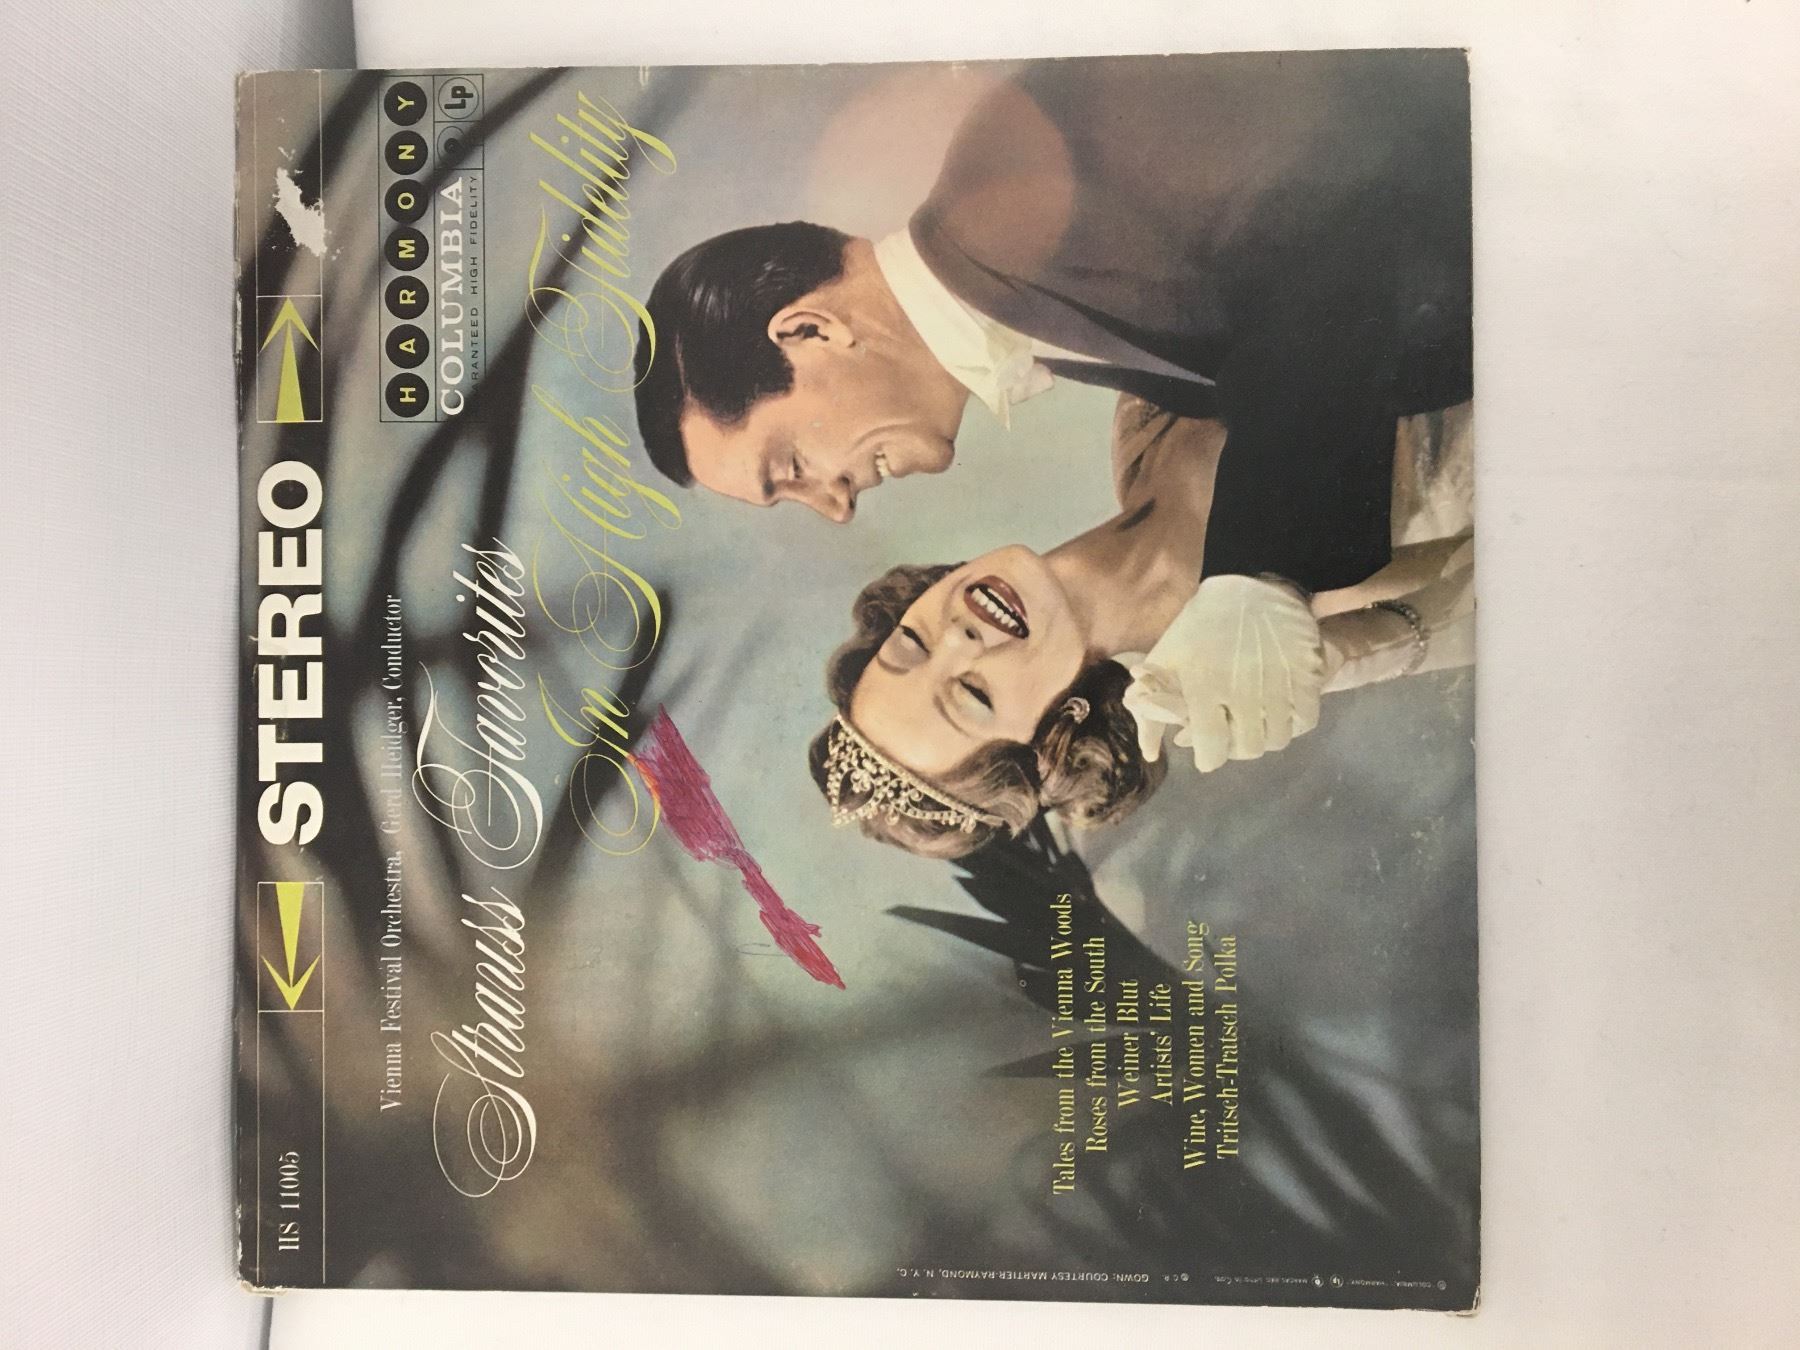 HS 11005
STEREO
Vienna Festival Orchestra, Gerd Heidger, Conductor
HARMONY
COLUMBIA Lp
RANTEED HIGH FIDELITY
Strauss Favorites
In High Fidelity
Tales from the Vienna Woods
Roses from the South
Weiner Blut
Artists' Life
Wine, Women and Song
Tritsch-Tratsch Polka
GOWN: COURTESY MARTIER-RAYMOND, N. Y. C.